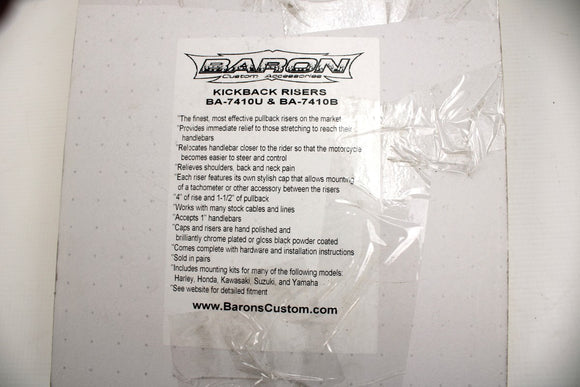 BARON
Custom Accessories
KICKBACK RISERS
BA-7410U & BA-7410B
*The finest, most effective pullback risers on the market
*Provides immediate relief to those stretching to reach their
handlebars
*Relocates handlebar closer to the rider so that the motorcycle
becomes easier to steer and control
*Relieves shoulders, back and neck pain
*Each riser features its own stylish cap that allows mounting
of a tachometer or other accessory between the risers
*4" of rise and 1-1/2" of pullback
*Works with many stock cables and lines
*Accepts 1" handlebars
*Caps and risers are hand polished and
brilliantly chrome plated or gloss black powder coated
*Comes complete with hardware and installation instructions
*Sold in pairs
*Includes mounting kits for many of the following models:
Harley, Honda, Kawasaki, Suzuki, and Yamaha
*See website for detailed fitment
www.BaronsCustom.com